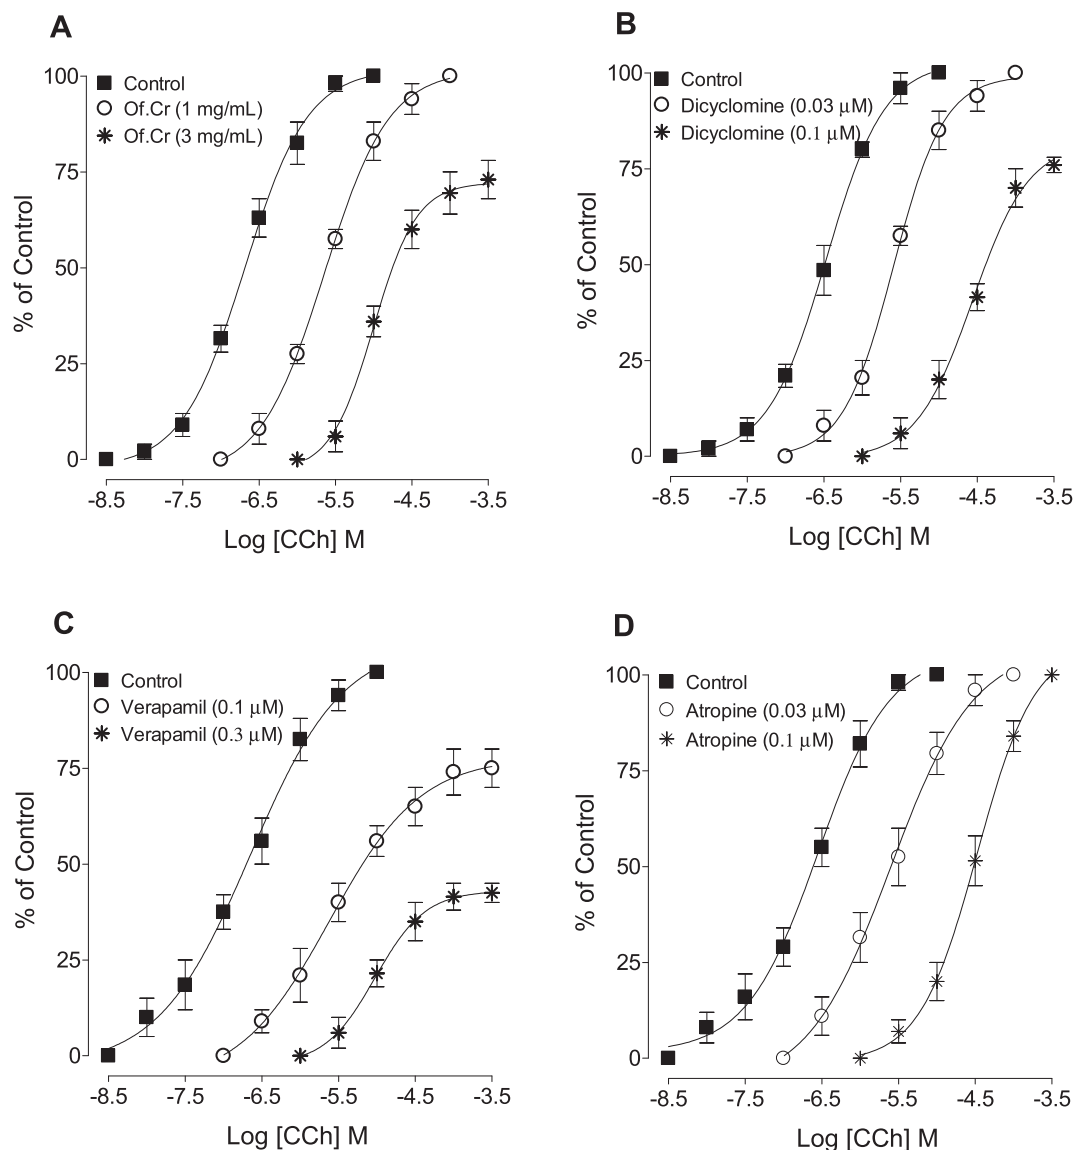 A
100
75
50
25
0
% of Control
Control
Of.Cr (1 mg/mL)
Of.Cr (3 mg/mL)
-8.5 -7.5 -6.5 -5.5 -4.5 -3.5
Log [CCh] M
B
100
75
50
25
0
% of Control
Control
Dicyclomine (0.03 μM)
Dicyclomine (0.1 μM)
-8.5 -7.5 -6.5 -5.5 -4.5 -3.5
Log [CCh] M
C
100
75
50
25
0
% of Control
Control
Verapamil (0.1 μM)
Verapamil (0.3 μM)
-8.5 -7.5 -6.5 -5.5 -4.5 -3.5
Log [CCh] M
D
100
75
50
25
0
% of Control
Control
Atropine (0.03 μM)
Atropine (0.1 μM)
-8.5 -7.5 -6.5 -5.5 -4.5 -3.5
Log [CCh] M